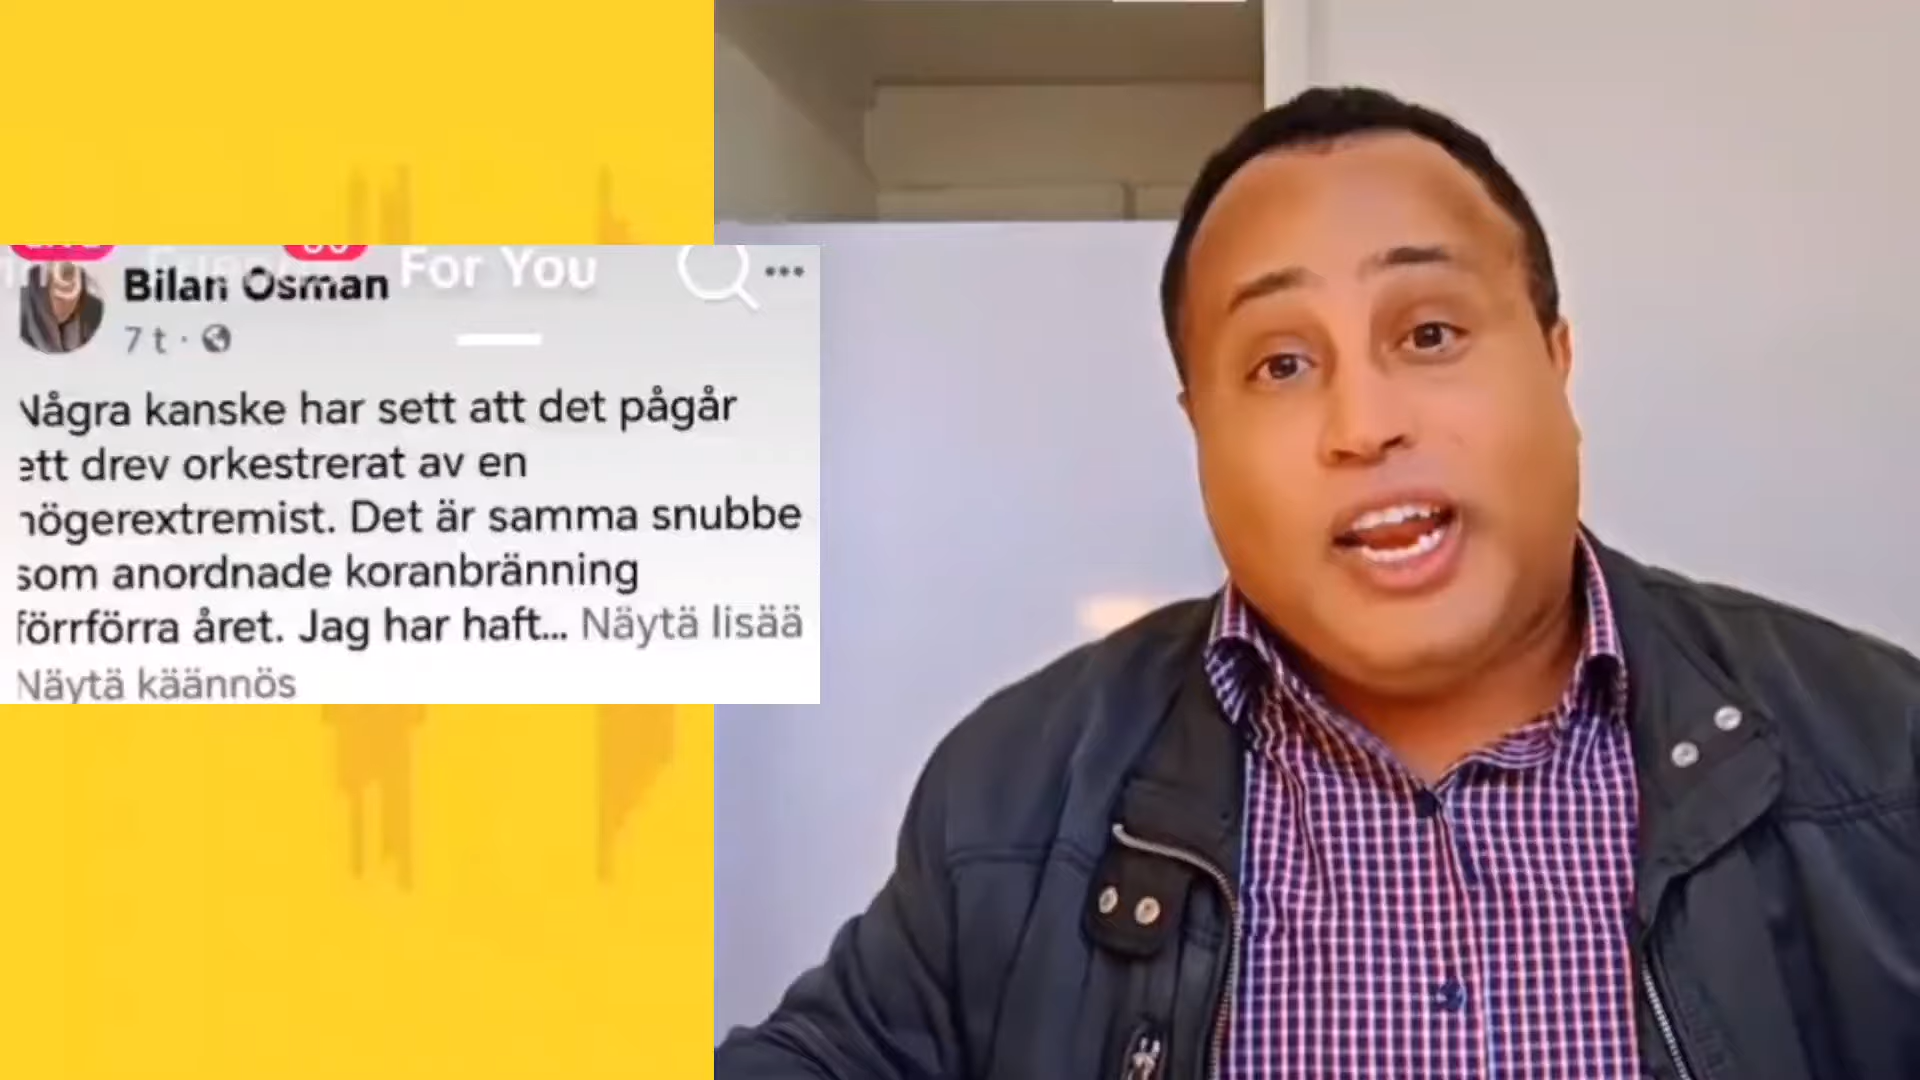 For You
Bilan Osman
7 t
Några kanske har sett att det pågår
ett drev orkestrerat av en
högerextremist. Det är samma snubbe
som anordnade koranbränning
förrförra året. Jag har haft... Näytä lisää
Näytä käännös